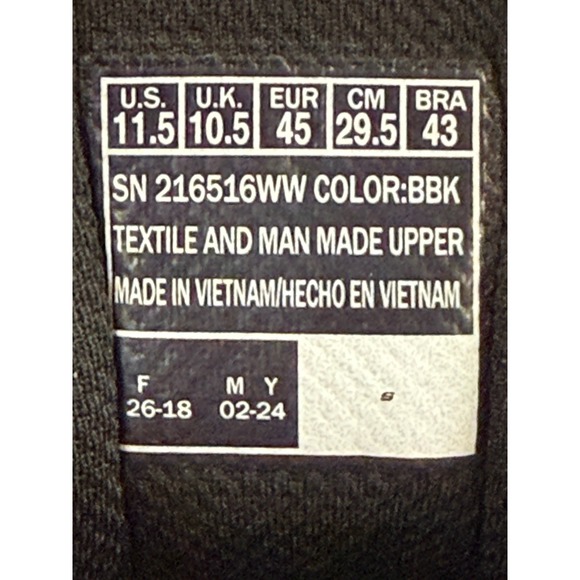 U.S. U.K. EUR CM BRA
11.5 10.5 45 29.5 43
SN 216516WW COLOR:BBK
TEXTILE AND MAN MADE UPPER
MADE IN VIETNAM/HECHO EN VIETNAM
F M Y
26-18 02-24
S